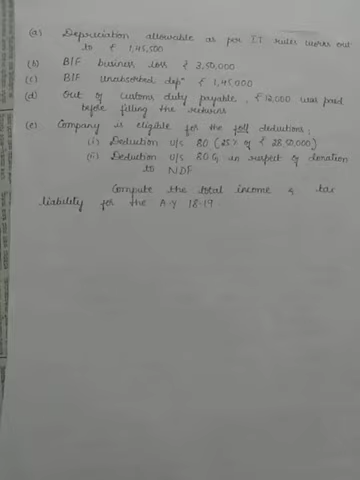 (a) Depreciation allowable as per IT rules works out
to ₹ 1,45,500
(b) B/F business loss ₹ 3,50,000
(c) B/F Unabsorbed depn ₹ 1,45,000
(d) Out of customs duty payable, ₹ 12,000 was paid
before filling the returns
(e) Company is eligible for the foll deductions;
(i) Deduction u/s 80 (25% of ₹ 28,50,000)
(ii) Deduction u/s 80G in respect of donation
to NDF
Compute the total income & tax
liability for the A.Y 18-19.